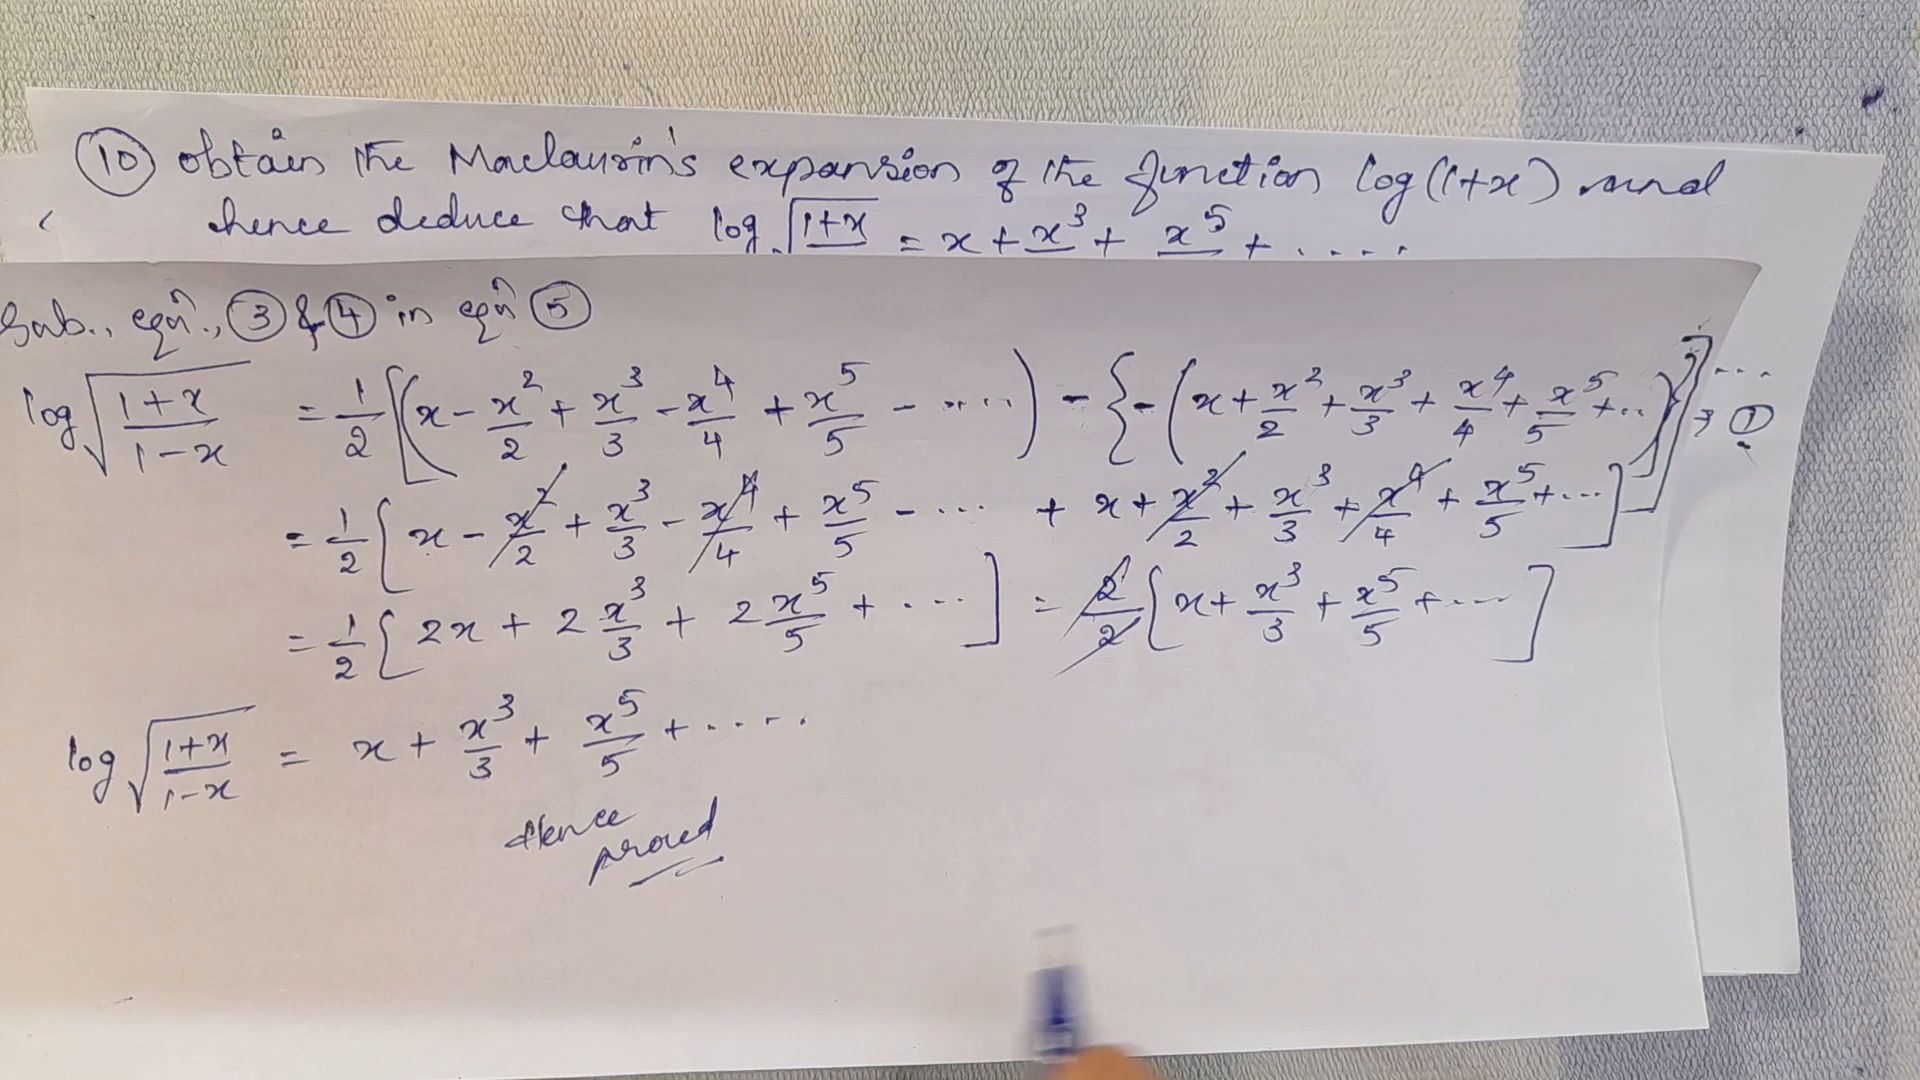 (10) obtain the Maclaurin's expansion of the function log(1+x) and
hence deduce that log √(1+x = x + x³ + x⁵ + . . . .
Sub., eqn., (3) & (4) in eqn (5)
log √((1+x)/(1-x)) = 1/2 [(x - x²/2 + x³/3 - x⁴/4 + x⁵/5 - ....) - {-(x + x²/2 + x³/3 + x⁴/4 + x⁵/5 + ..)}] ...
→ (1)
= 1/2 [x - x²/2 + x³/3 - x⁴/4 + x⁵/5 - ... + x + x²/2 + x³/3 + x⁴/4 + x⁵/5 + ...]
= 1/2 [2x + 2 x³/3 + 2 x⁵/5 + ...] = 2/2 [x + x³/3 + x⁵/5 + ...]
log √((1+x)/(1-x)) = x + x³/3 + x⁵/5 + . . . .
Hence
proved